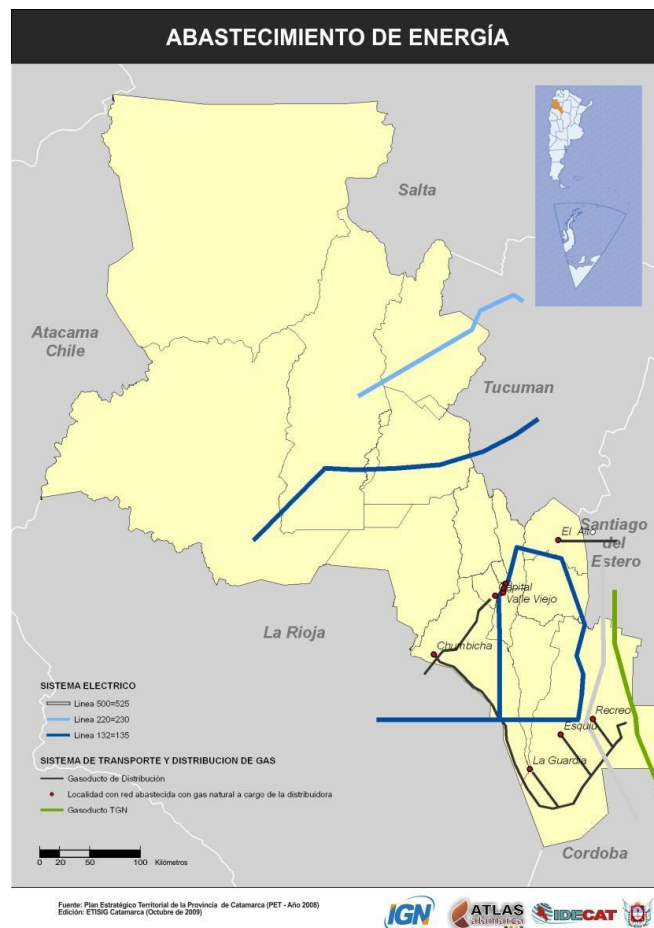 ABASTECIMIENTO DE ENERGÍA
Salta
Atacama
Chile
Tucuman
Santiago
del
Estero
El Alto
Capital
Valle Viejo
La Rioja
Chumbicha
Recreo
Esquiu
La Guardia
Cordoba
SISTEMA ELECTRICO
Linea 500=525
Linea 220=230
Linea 132=135
SISTEMA DE TRANSPORTE Y DISTRIBUCION DE GAS
Gasoducto de Distribución
Localidad con red abastecida con gas natural a cargo de la distribuidora
Gasoducto TGN
0 20 50 100 Kilómetros
Fuente: Plan Estratégico Territorial de la Provincia de Catamarca (PET - Año 2008)
Edición: ETISIG Catamarca (Octubre de 2009)
IGN
ATLAS
catamarca
IDECAT